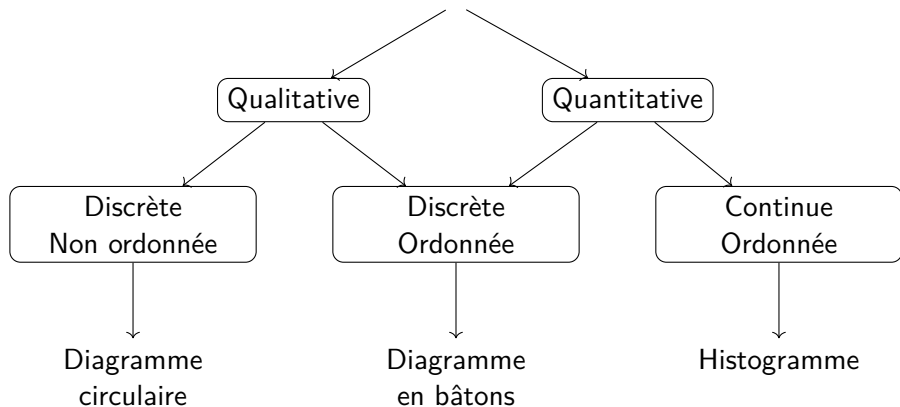 Qualitative
Quantitative
Discrète
Non ordonnée
Discrète
Ordonnée
Continue
Ordonnée
Diagramme
circulaire
Diagramme
en bâtons
Histogramme